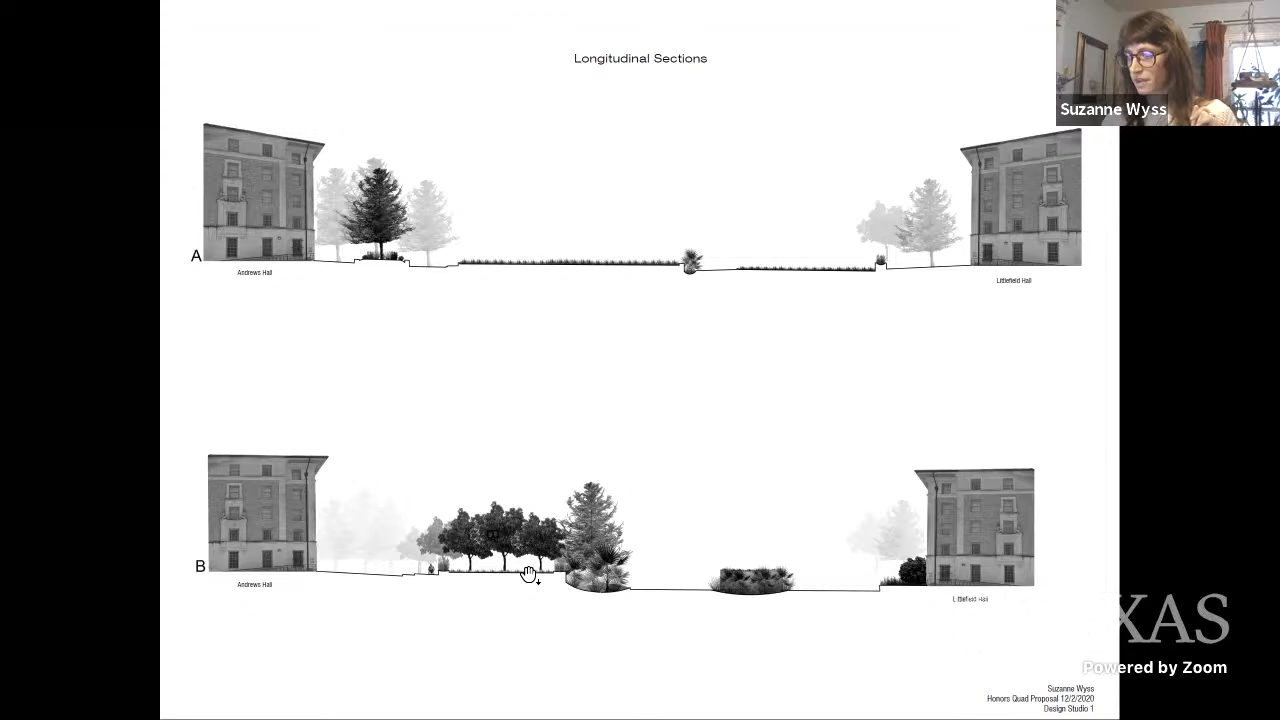 Longitudinal Sections
Suzanne Wyss
A
Andrews Hall
Littlefield Hall
B
Andrews Hall
Littlefield Hall
XAS
Powered by Zoom
Suzanne Wyss
Honors Quad Proposal 12/2/2020
Design Studio 1